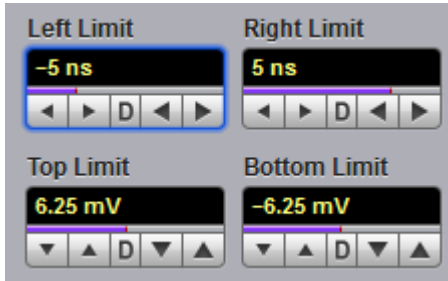 Left Limit Right Limit
−5 ns 5 ns
D D
Top Limit Bottom Limit
6.25 mV −6.25 mV
D D